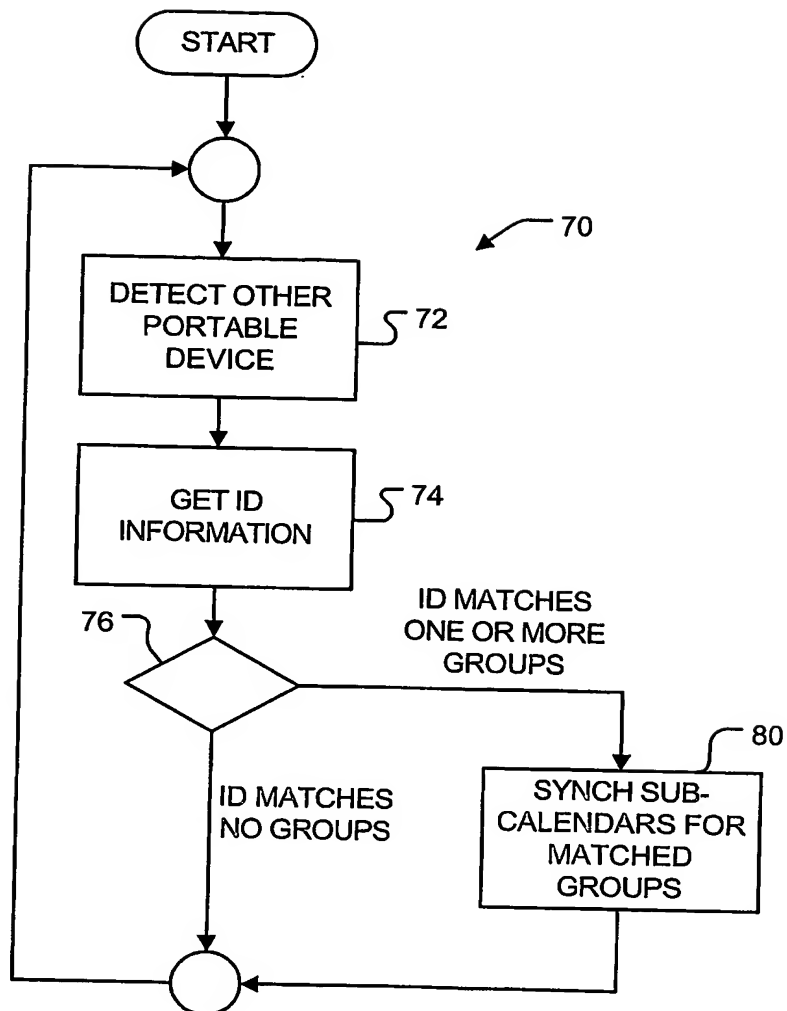 START
70
DETECT OTHER
PORTABLE
DEVICE
72
GET ID
INFORMATION
74
76
ID MATCHES
ONE OR MORE
GROUPS
ID MATCHES
NO GROUPS
80
SYNCH SUB-
CALENDARS FOR
MATCHED
GROUPS